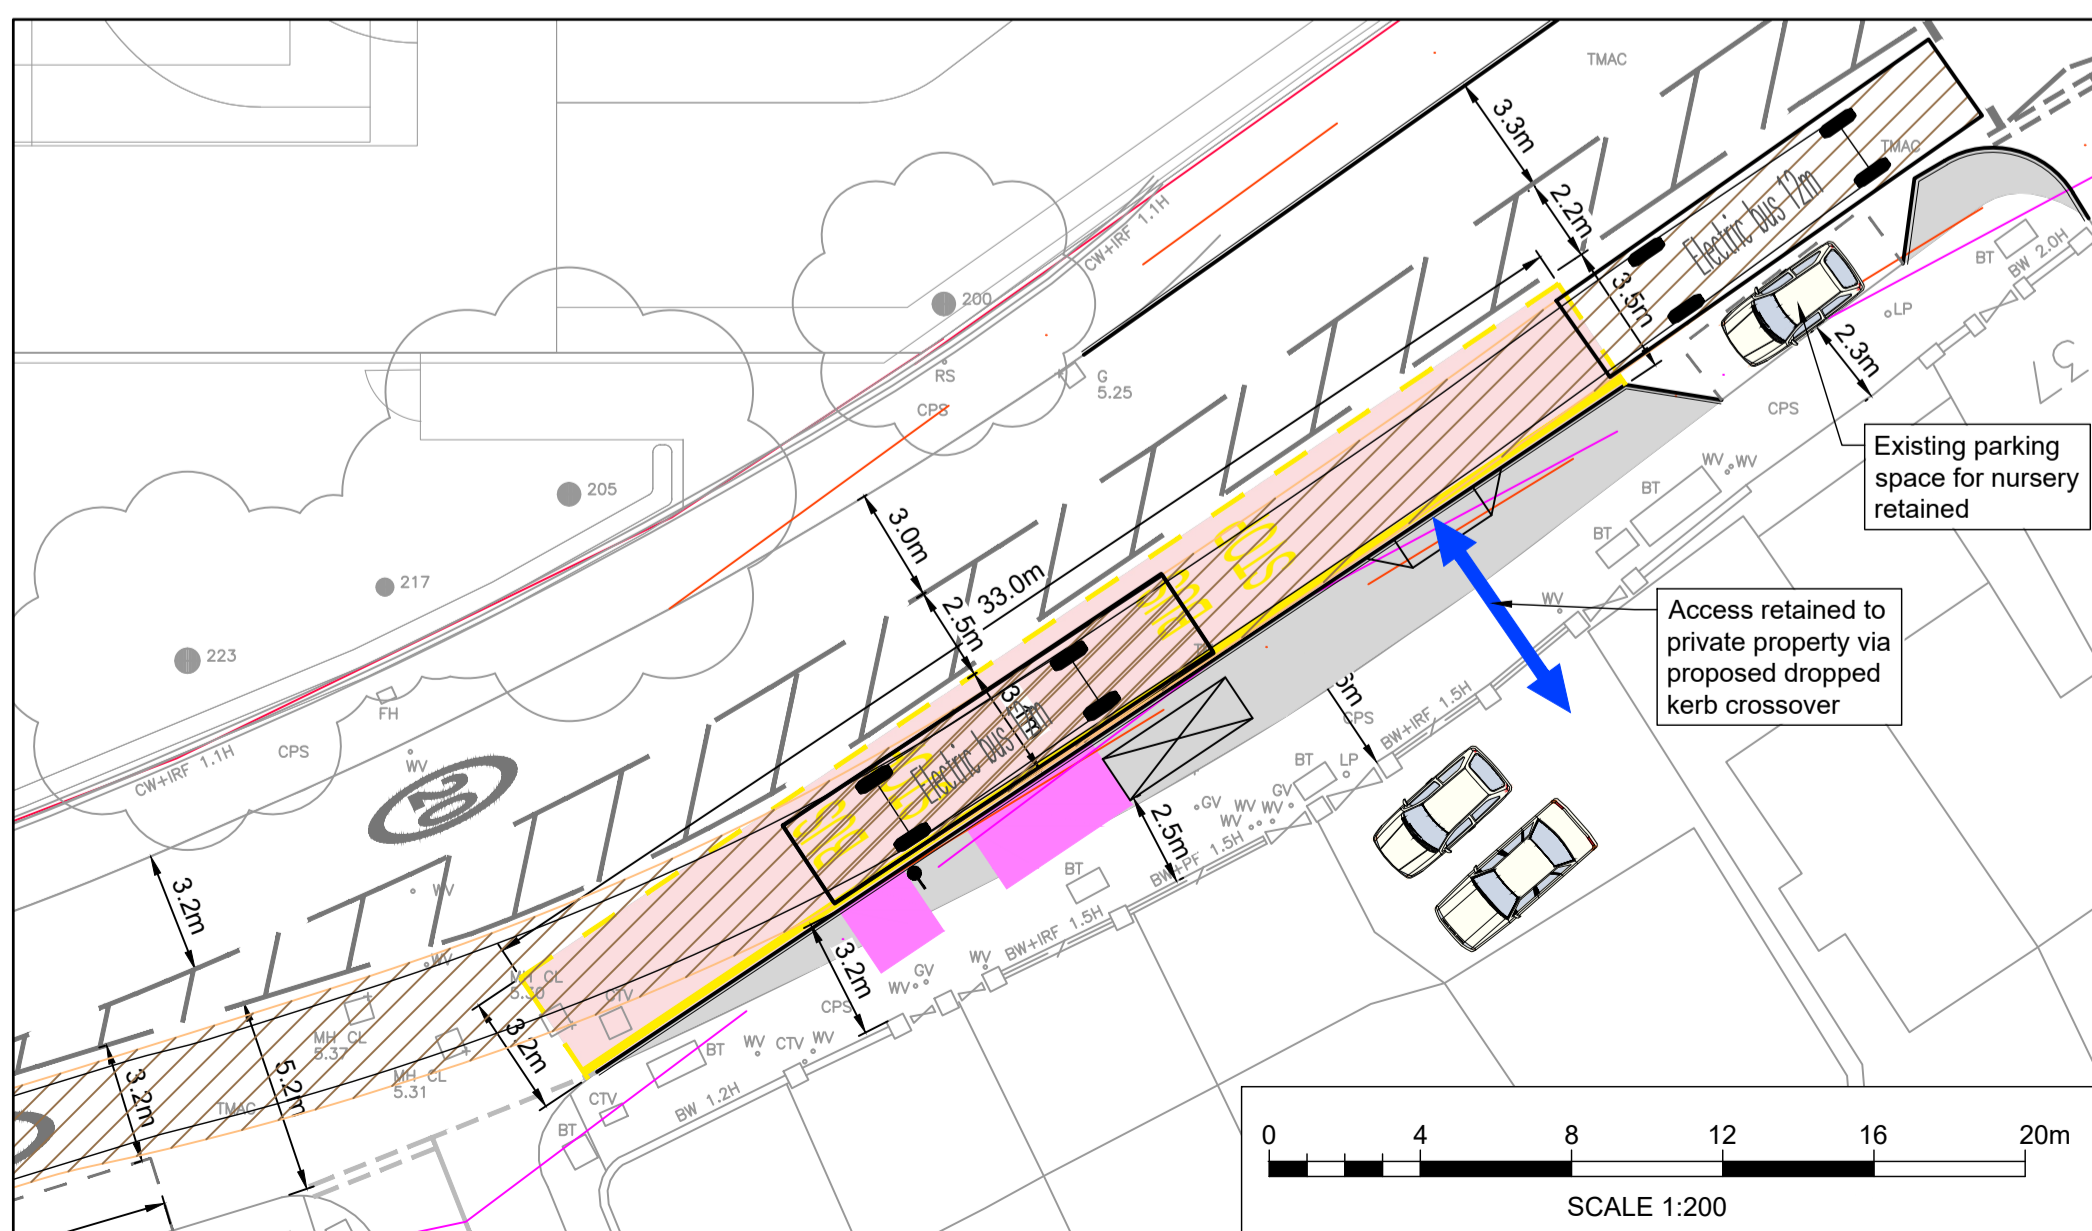 TMAC
3.3m
TMAC
Electric bus 12m
2.2m
CW+IRF 1.1H
3.5m
BT
BW 2.0H
LP
200
2.3m
37
RS
G
5.25
CPS
CPS
Existing parking
space for nursery
retained
WV
WV
BT
205
BT
3.0m
STOP
33.0m
217
2.5m
WV
Access retained to
private property via
proposed dropped
kerb crossover
223
3.4m
FH
CPS
BW+IRF 1.5H
CPS
CW+IRF 1.1H
WV
20
Electric bus
BUS
BT
LP
GV
GV
WV
WV
WV
WV
2.5m
BW+PF 1.5H
3.2m
WV
BT
BW+IRF 1.5H
WV
3.2m
WV
GV
WV
MH CL
5.30
CTV
CPS
MH CL
5.37
3.2m
BT
WV
CTV
WV
MH CL
5.31
3.2m
5.2m
TMAC
CTV
BW 1.2H
BT
0
4
8
12
16
20m
SCALE 1:200